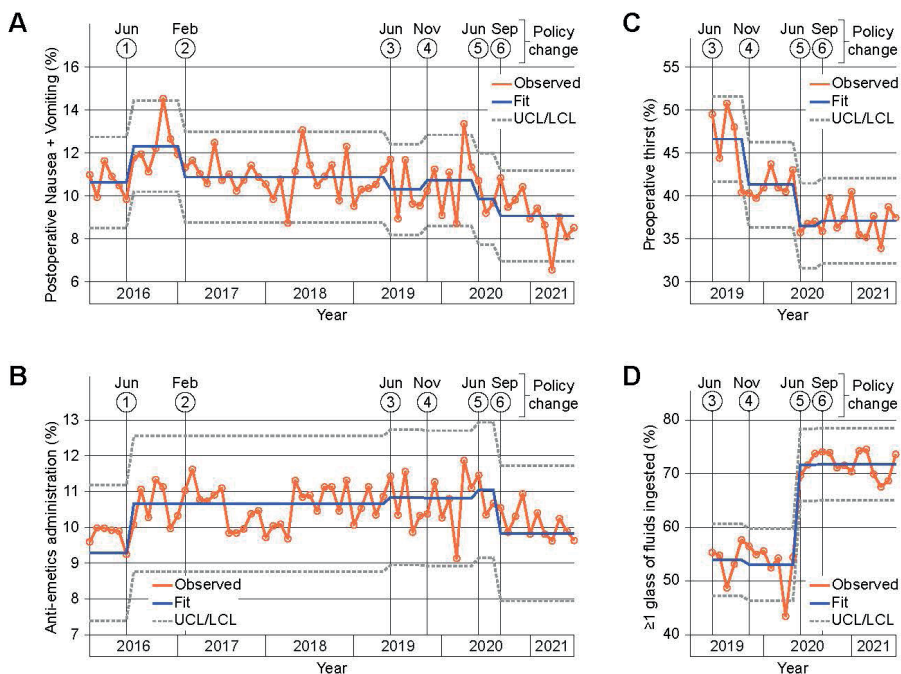 A
Jun Feb Jun Nov Jun Sep Policy change
1 2 3 4 5 6
Postoperative Nausea + Vomiting (%)
16
14
12
10
8
6
Observed
Fit
UCL/LCL
2016 2017 2018 2019 2020 2021
Year
C
Jun Nov Jun Sep Policy change
3 4 5 6
Preoperative thirst (%)
55
50
45
40
35
30
Observed
Fit
UCL/LCL
2019 2020 2021
Year
B
Jun Feb Jun Nov Jun Sep Policy change
1 2 3 4 5 6
Anti-emetics administration (%)
13
12
11
10
9
8
7
Observed
Fit
UCL/LCL
2016 2017 2018 2019 2020 2021
Year
D
Jun Nov Jun Sep Policy change
3 4 5 6
≥1 glass of fluids ingested (%)
80
70
60
50
40
Observed
Fit
UCL/LCL
2019 2020 2021
Year